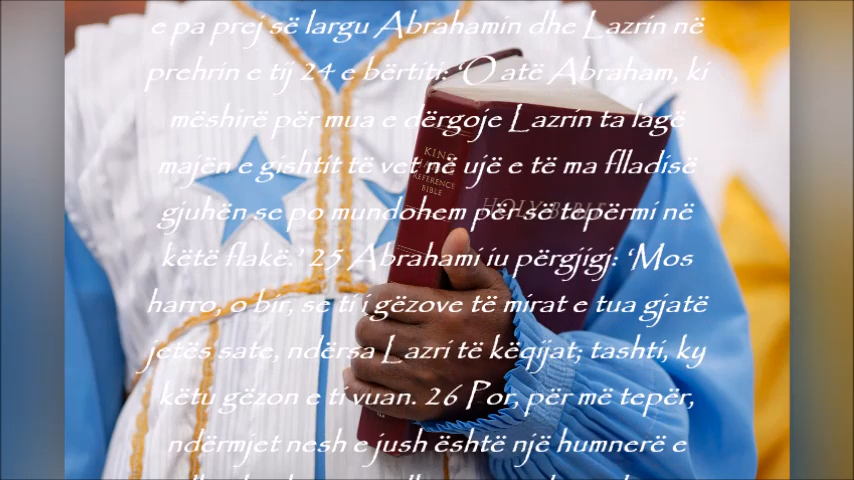 e pa prej së largu Abrahamin dhe Lazrin në
prehrin e tij 24 e bërtiti: ‘O atë Abraham, ki
mëshirë për mua e dërgoje Lazrin ta lagë
majën e gishtit të vet në ujë e të ma flladisë
gjuhën se po mundohem për së tepërmi në
këtë flakë.’ 25 Abrahami iu përgjigj: ‘Mos
harro, o bir, se ti i gëzove të mirat e tua gjatë
jetës sate, ndërsa Lazri të këqijat; tashti, ky
këtu gëzon e ti vuan. 26 Por, për më tepër,
ndërmjet nesh e jush është një humnerë e
KING
REFERENCE
BIBLE
HOLY BIBLE